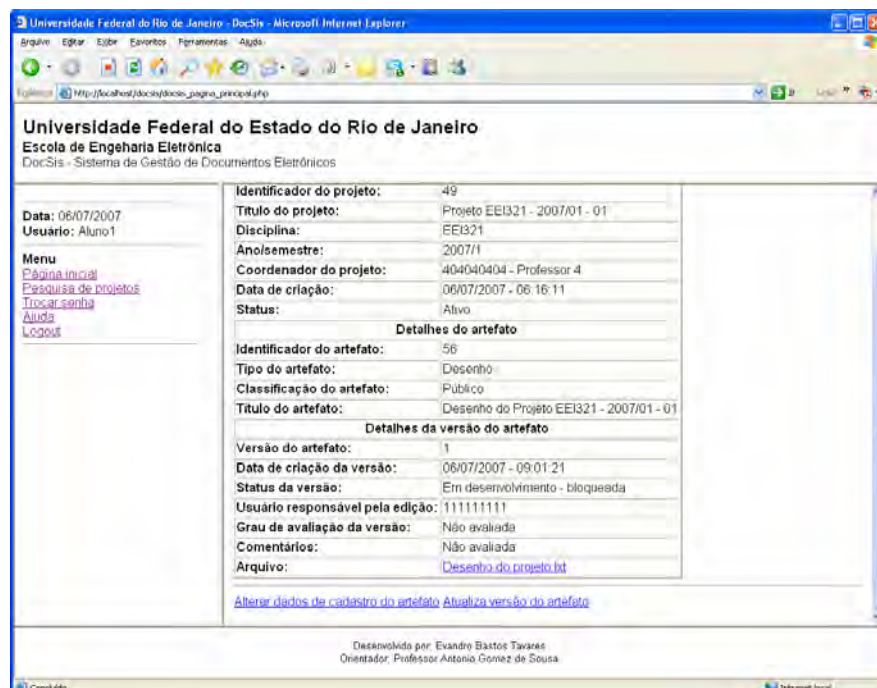 Universidade Federal do Rio de Janeiro - DocSis - Microsoft Internet Explorer
Arquivo Editar Exibir Favoritos Ferramentas Ajuda
http://localhost/docsis/docsis_pagina_principal.php
Universidade Federal do Estado do Rio de Janeiro
Escola de Engeharia Eletrônica
DocSis - Sistema de Gestão de Documentos Eletrônicos
Data: 06/07/2007
Usuário: Aluno1
Menu
Página inicial
Pesquisa de projetos
Trocar senha
Ajuda
Logout
Identificador do projeto: 49
Título do projeto: Projeto EEI321 - 2007/01 - 01
Disciplina: EEI321
Ano/semestre: 2007/1
Coordenador do projeto: 404040404 - Professor 4
Data de criação: 06/07/2007 - 06:16:11
Status: Ativo
Detalhes do artefato
Identificador do artefato: 56
Tipo do artefato: Desenho
Classificação do artefato: Público
Título do artefato: Desenho do Projeto EEI321 - 2007/01 - 01
Detalhes da versão do artefato
Versão do artefato: 1
Data de criação da versão: 06/07/2007 - 09:01:21
Status da versão: Em desenvolvimento - bloqueada
Usuário responsável pela edição: 111111111
Grau de avaliação da versão: Não avaliada
Comentários: Não avaliada
Arquivo: Desenho do projeto.txt
Alterar dados de cadastro do artefato Atualiza versão do artefato
Desenvolvido por: Evandro Bastos Tavares
Orientador: Professor Antonio Gomez de Sousa
Concluído Intranet local